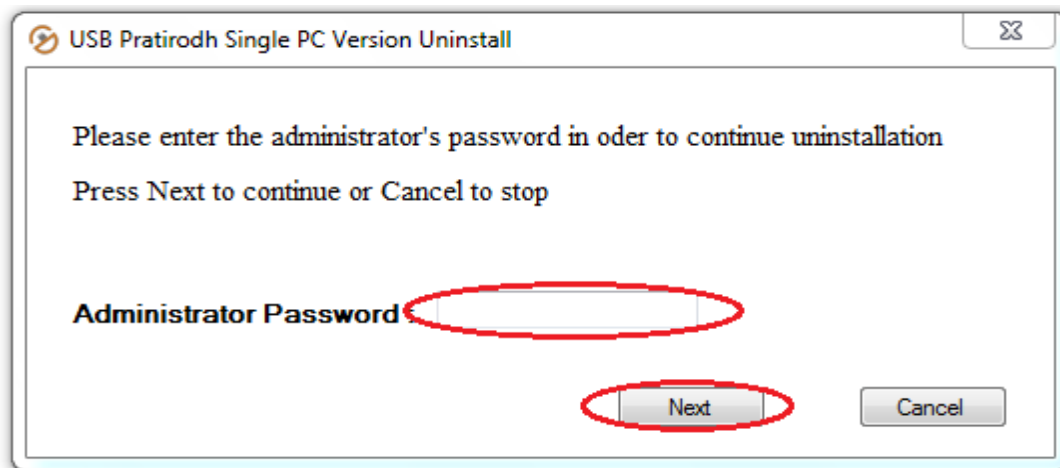 USB Pratirodh Single PC Version Uninstall
Please enter the administrator's password in oder to continue uninstallation
Press Next to continue or Cancel to stop
Administrator Password :
Next Cancel